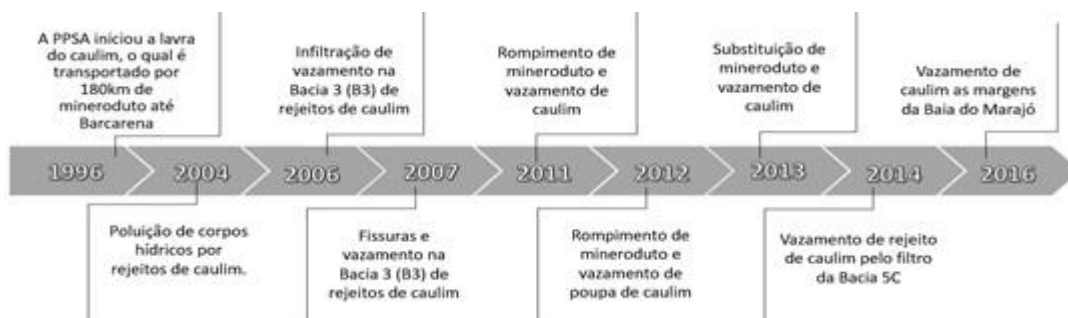 A PPSA iniciou a lavra
do caulim, o qual é
transportado por
180km de
mineroduto até
Barcarena
Infiltração de
vazamento na
Bacia 3 (B3) de
rejeitos de caulim
Rompimento de
mineroduto e
vazamento de
caulim
Substituição de
mineroduto e
vazamento de
caulim
Vazamento de
caulim as margens
da Baia do Marajó
1996
2004
2006
2007
2011
2012
2013
2014
2016
Poluição de corpos
hídricos por
rejeitos de caulim.
Fissuras e
vazamento na
Bacia 3 (B3) de
rejeitos de caulim
Rompimento de
mineroduto e
vazamento de
poupa de caulim
Vazamento de rejeito
de caulim pelo filtro
da Bacia 5C